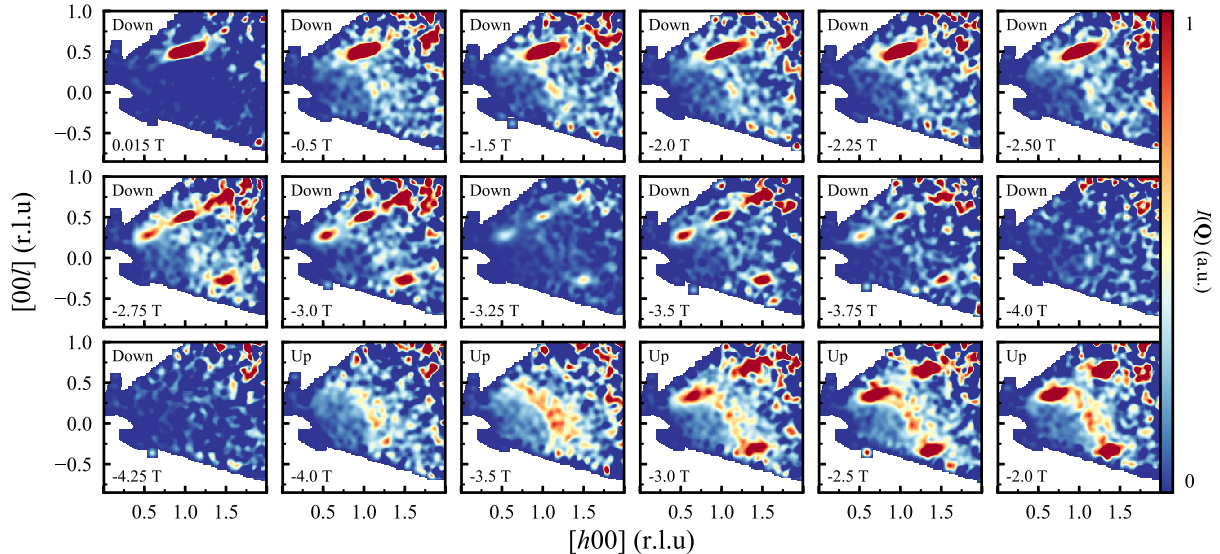 1.0
0.5
0.0
−0.5
Down
0.015 T
Down
-0.5 T
Down
-1.5 T
Down
-2.0 T
Down
-2.25 T
Down
-2.50 T
1
1.0
0.5
0.0
−0.5
Down
-2.75 T
Down
-3.0 T
Down
-3.25 T
Down
-3.5 T
Down
-3.75 T
Down
-4.0 T
[00l] (r.l.u)
I(Q) (a.u.)
1.0
0.5
0.0
−0.5
Down
-4.25 T
Up
-4.0 T
Up
-3.5 T
Up
-3.0 T
Up
-2.5 T
Up
-2.0 T
0
0.5 1.0 1.5
0.5 1.0 1.5
0.5 1.0 1.5
0.5 1.0 1.5
0.5 1.0 1.5
0.5 1.0 1.5
[h00] (r.l.u)